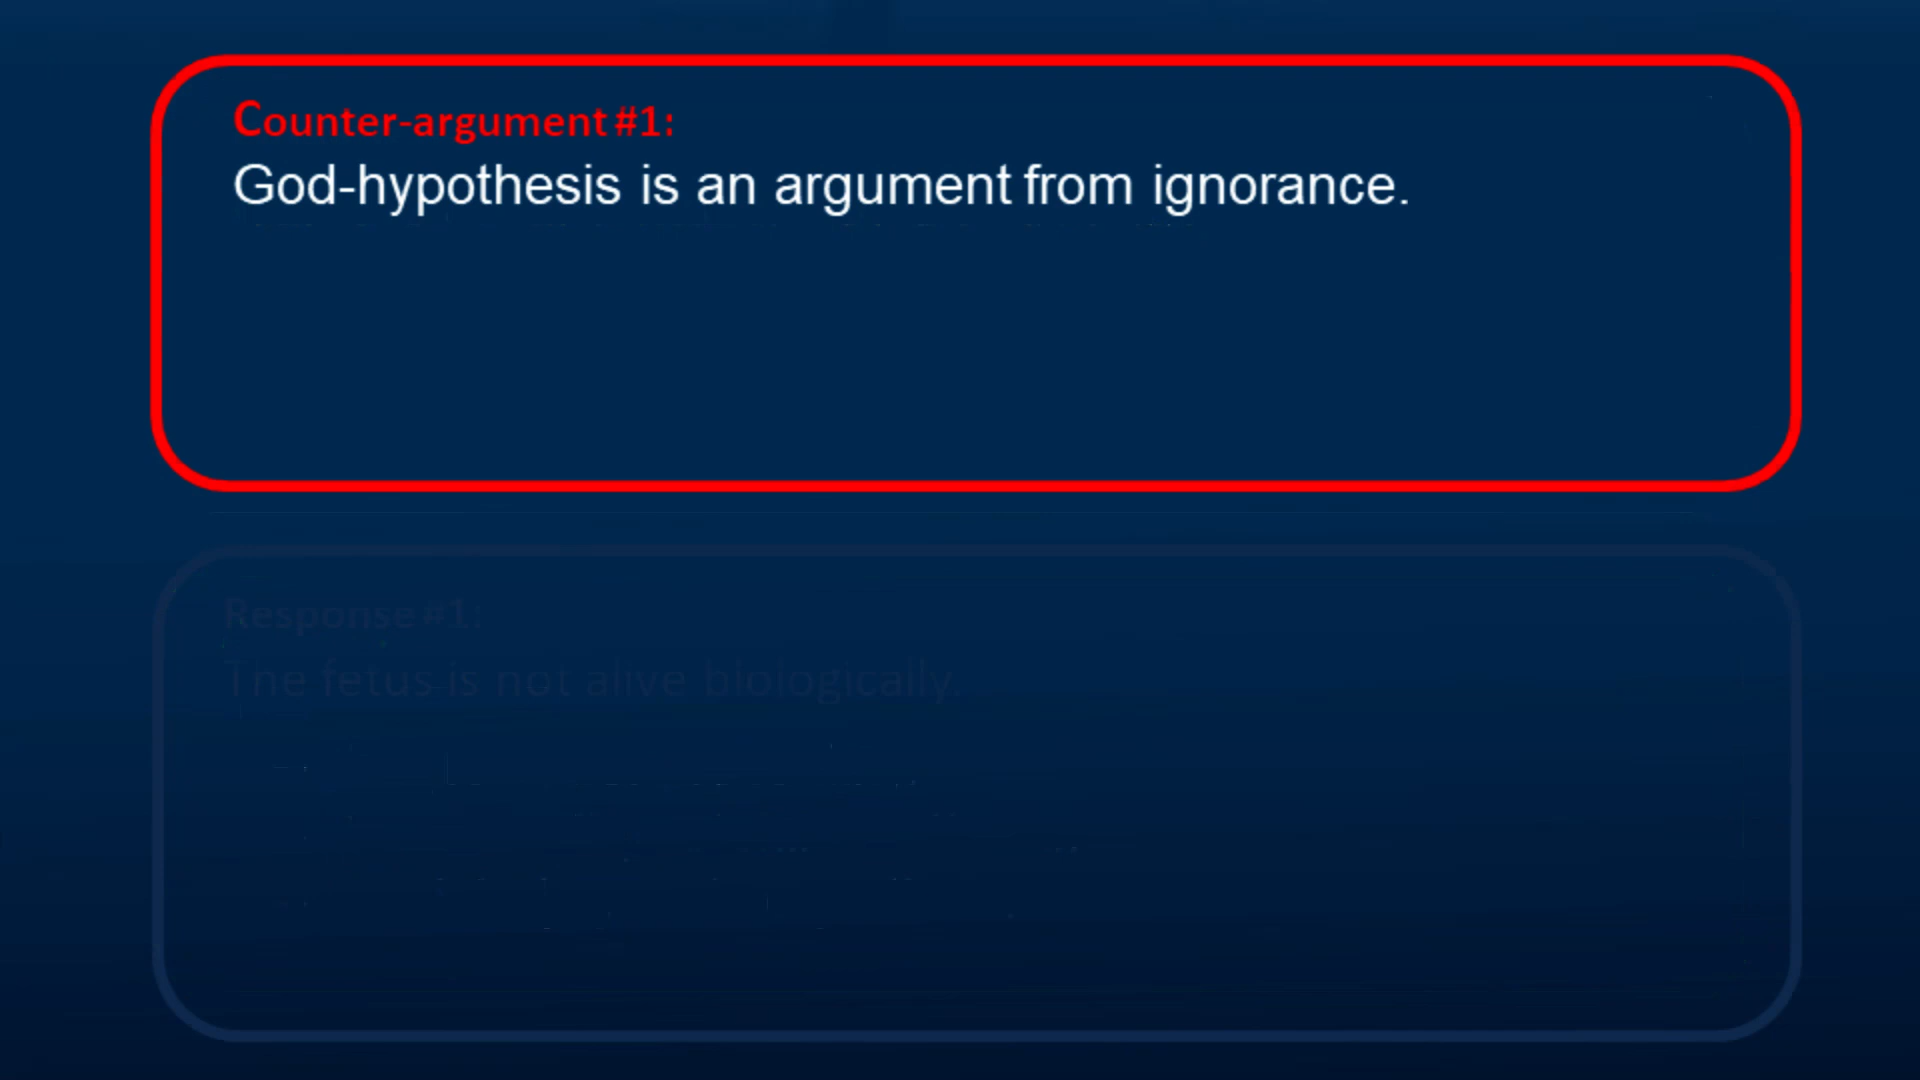 Counter-argument #1:
God-hypothesis is an argument from ignorance.
Response #1:
The fetus is not alive biologically.